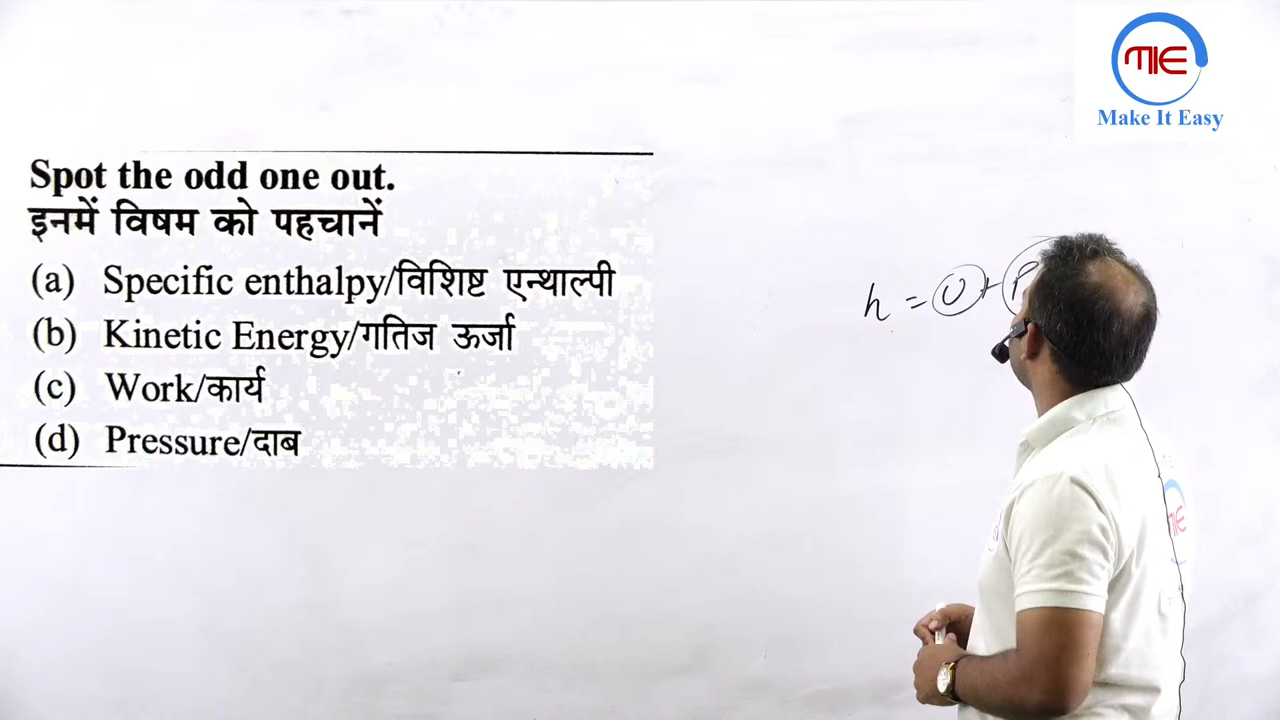 MIE
Make It Easy
Spot the odd one out.
इनमें विषम को पहचानें
(a) Specific enthalpy/विशिष्ट एन्थाल्पी
(b) Kinetic Energy/गतिज ऊर्जा
(c) Work/कार्य
(d) Pressure/दाब
h = U + P